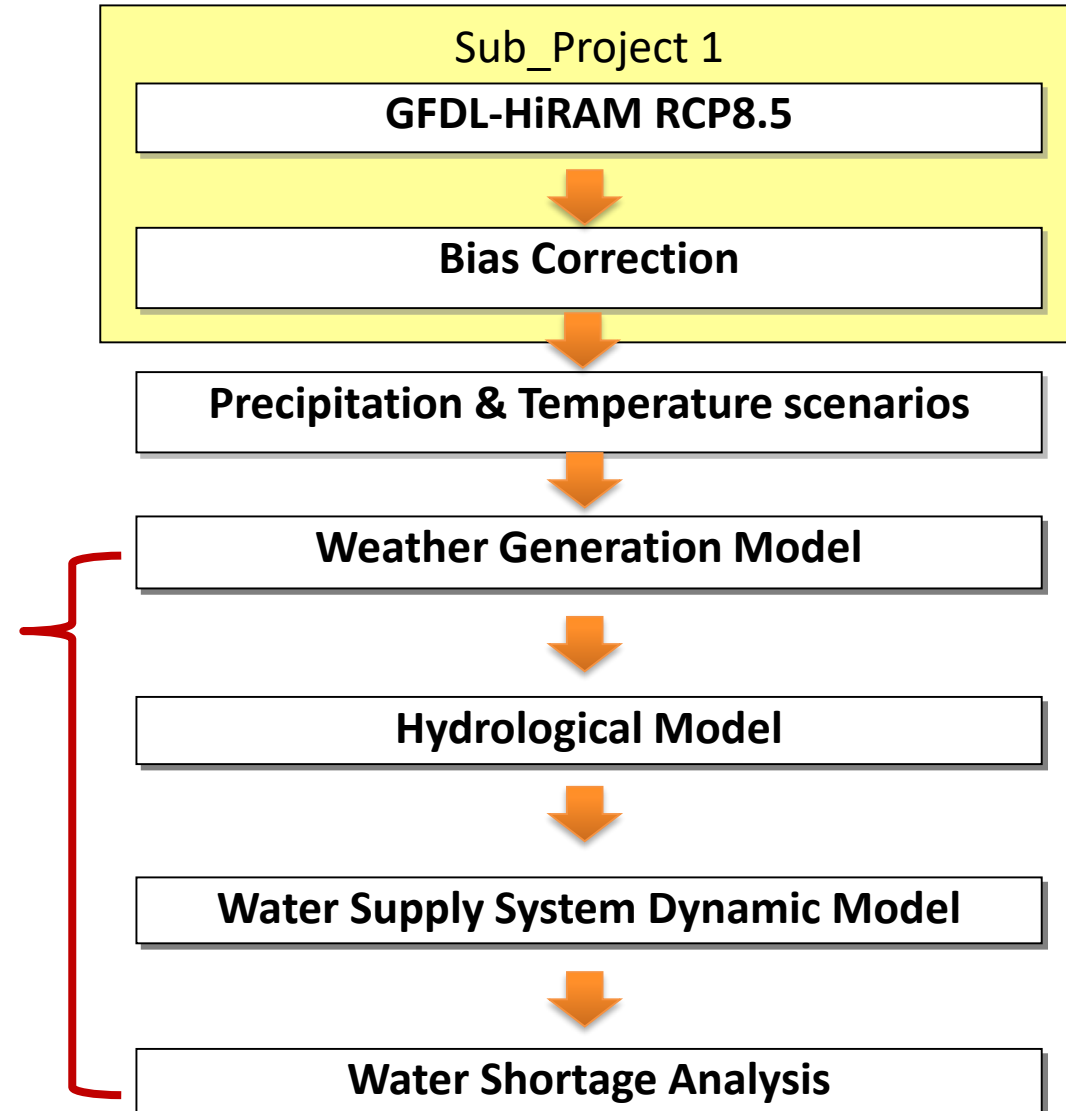 Sub_Project 1
GFDL-HiRAM RCP8.5
Bias Correction
Precipitation & Temperature scenarios
Weather Generation Model
Hydrological Model
Water Supply System Dynamic Model
Water Shortage Analysis